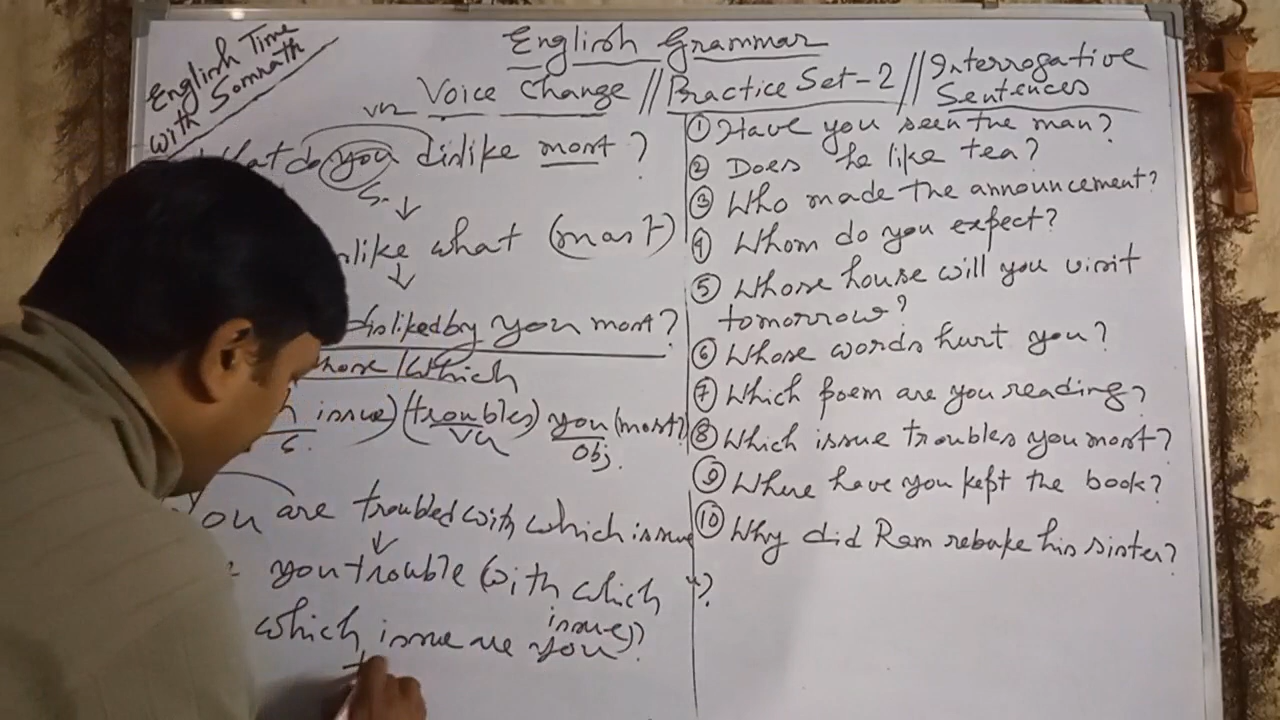 English Time
with Somnath
English Grammar
Voice Change // Practice Set-2 // Interrogative
Sentences
do you dislike most?
S.
what (most)
disliked by you most?
Which
issue) (troubles) you (most?
S. Obj.
You are troubled with which issue
you trouble (with which
issue)?
which issue are you?
① Have you seen the man?
② Does he like tea?
③ Who made the announcement?
④ Whom do you expect?
⑤ Whose house will you visit
tomorrow?
⑥ Whose words hurt you?
⑦ Which poem are you reading?
⑧ Which issue troubles you most?
⑨ Where have you kept the book?
⑩ Why did Ram rebuke his sister?